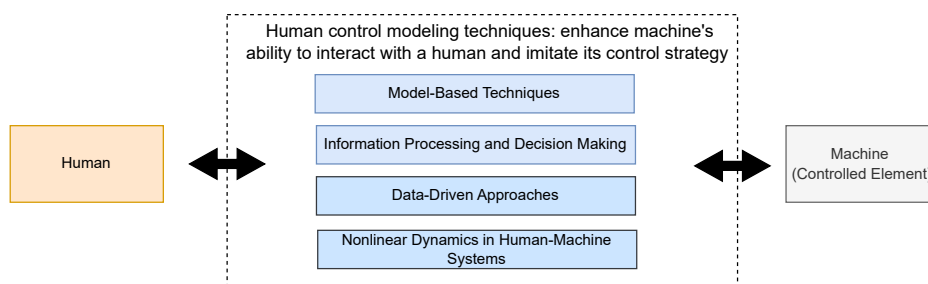 Human control modeling techniques: enhance machine's
ability to interact with a human and imitate its control strategy
Model-Based Techniques
Information Processing and Decision Making
Human
Machine
(Controlled Element)
Data-Driven Approaches
Nonlinear Dynamics in Human-Machine
Systems